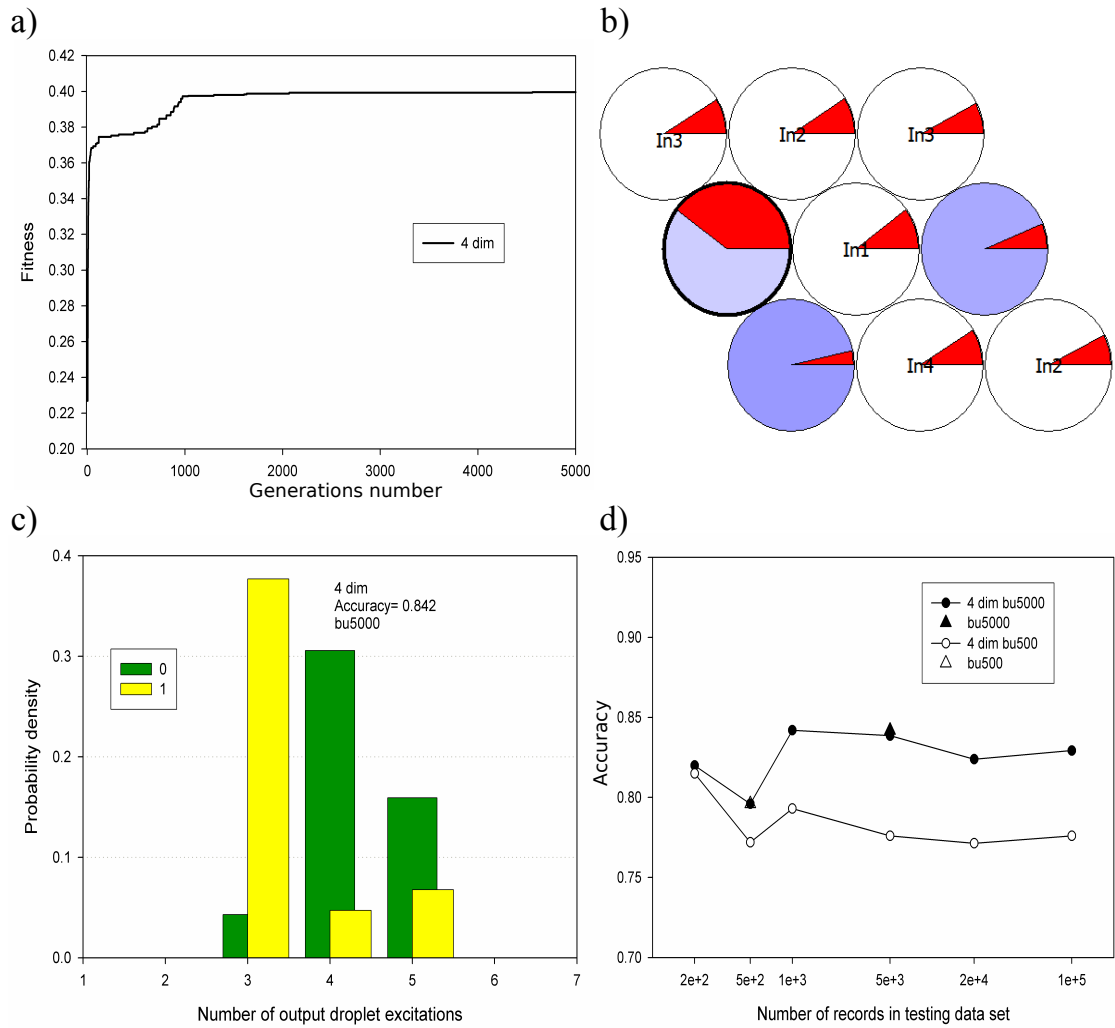 a)
0.42
0.40
0.38
0.36
0.34
0.32
0.30
0.28
0.26
0.24
0.22
0.20
Fitness
4 dim
0 1000 2000 3000 4000 5000
Generations number
b)
In3 In2 In3
In1
In4 In2
c)
0.4
0.3
0.2
0.1
0.0
Probability density
4 dim
Accuracy= 0.842
bu5000
0
1
1 2 3 4 5 6 7
Number of output droplet excitations
d)
0.95
0.90
0.85
0.80
0.75
0.70
Accuracy
4 dim bu5000
bu5000
4 dim bu500
bu500
2e+2 5e+2 1e+3 5e+3 2e+4 1e+5
Number of records in testing data set